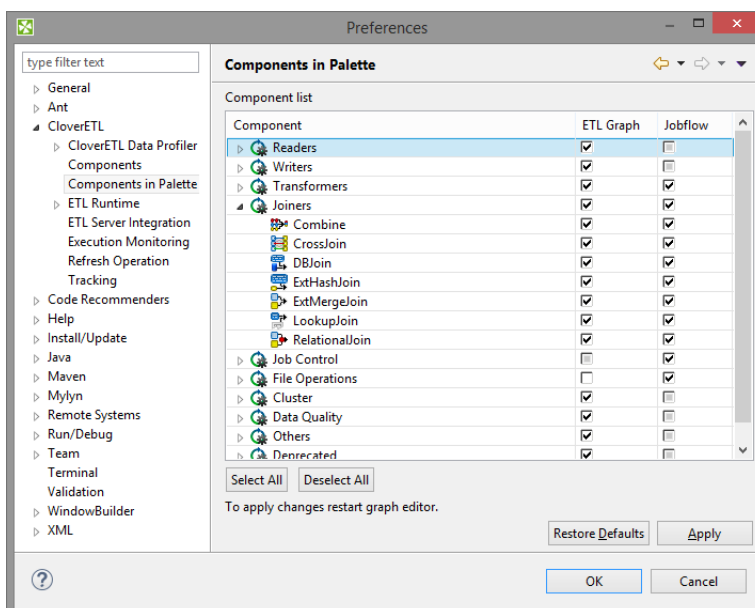 Preferences
type filter text
General
Ant
CloverETL
CloverETL Data Profiler
Components
Components in Palette
ETL Runtime
ETL Server Integration
Execution Monitoring
Refresh Operation
Tracking
Code Recommenders
Help
Install/Update
Java
Maven
Mylyn
Remote Systems
Run/Debug
Team
Terminal
Validation
WindowBuilder
XML
Components in Palette
Component list
Component ETL Graph Jobflow
Readers
Writers
Transformers
Joiners
Combine
CrossJoin
DBJoin
ExtHashJoin
ExtMergeJoin
LookupJoin
RelationalJoin
Job Control
File Operations
Cluster
Data Quality
Others
Deprecated
Select All Deselect All
To apply changes restart graph editor.
Restore Defaults Apply
OK Cancel